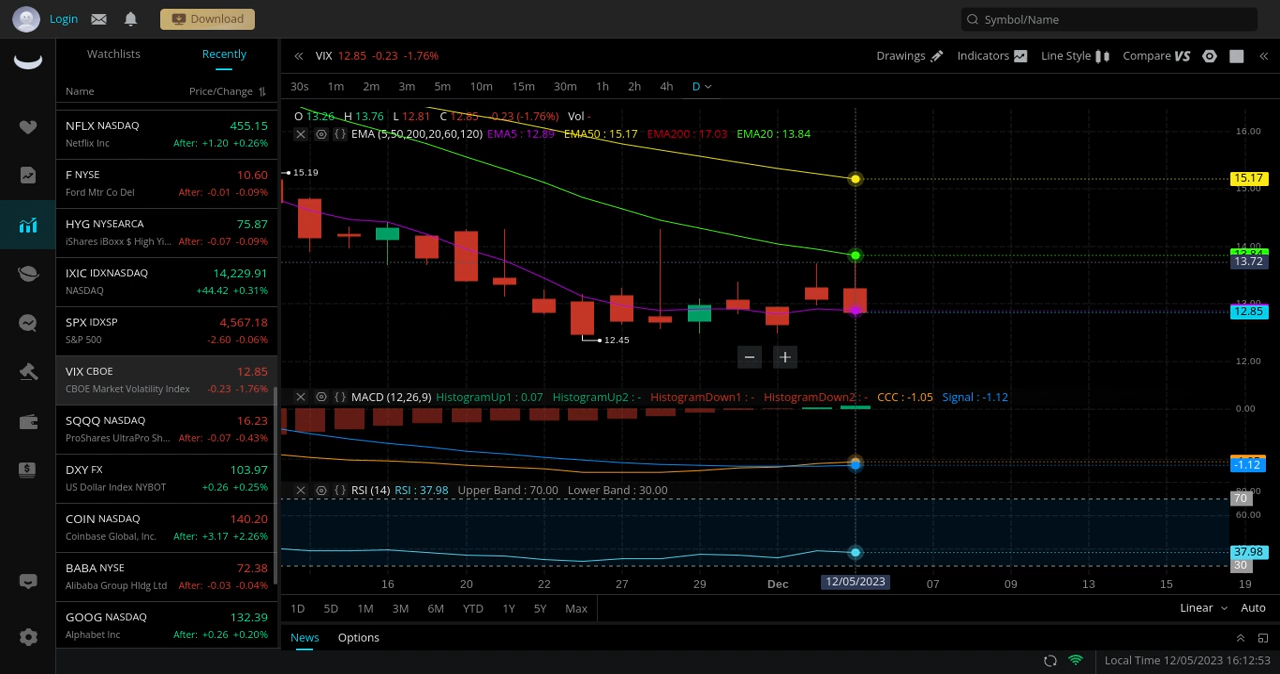 Login
Download
Symbol/Name
Watchlists
Recently
Name
Price/Change
NFLX NASDAQ 455.15
Netflix Inc After: +1.20 +0.26%
F NYSE 10.60
Ford Mtr Co Del After: -0.01 -0.09%
HYG NYSEARCA 75.87
iShares iBoxx $ High Yi... After: -0.07 -0.09%
IXIC IDXNASDAQ 14,229.91
NASDAQ +44.42 +0.31%
SPX IDXSP 4,567.18
S&P 500 -2.60 -0.06%
VIX CBOE 12.85
CBOE Market Volatility Index -0.23 -1.76%
SQQQ NASDAQ 16.23
ProShares UltraPro Sh... After: -0.07 -0.43%
DXY FX 103.97
US Dollar Index NYBOT +0.26 +0.25%
COIN NASDAQ 140.20
Coinbase Global, Inc. After: +3.17 +2.26%
BABA NYSE 72.38
Alibaba Group Hldg Ltd After: -0.03 -0.04%
GOOG NASDAQ 132.39
Alphabet Inc After: +0.26 +0.20%
VIX 12.85 -0.23 -1.76%
Drawings
Indicators
Line Style
Compare VS
30s 1m 2m 3m 5m 10m 15m 30m 1h 2h 4h D
O 13.26 H 13.76 L 12.81 C 12.85 -0.23 (-1.76%) Vol -
EMA (5,50,200,20,60,120) EMA5 : 12.89 EMA50 : 15.17 EMA200 : 17.03 EMA20 : 13.84
15.19
12.45
16.00
15.17
15.00
14.00
13.72
12.85
12.00
MACD (12,26,9) HistogramUp1 : 0.07 HistogramUp2 : - HistogramDown1 : - HistogramDown2 : - CCC : -1.05 Signal : -1.12
0.00
-1.12
RSI (14) RSI : 37.98 Upper Band : 70.00 Lower Band : 30.00
70
60.00
37.98
30
16 20 22 27 29 Dec 12/05/2023 07 09 13 15 19
1D 5D 1M 3M 6M YTD 1Y 5Y Max
Linear
Auto
News
Options
Local Time 12/05/2023 16:12:53